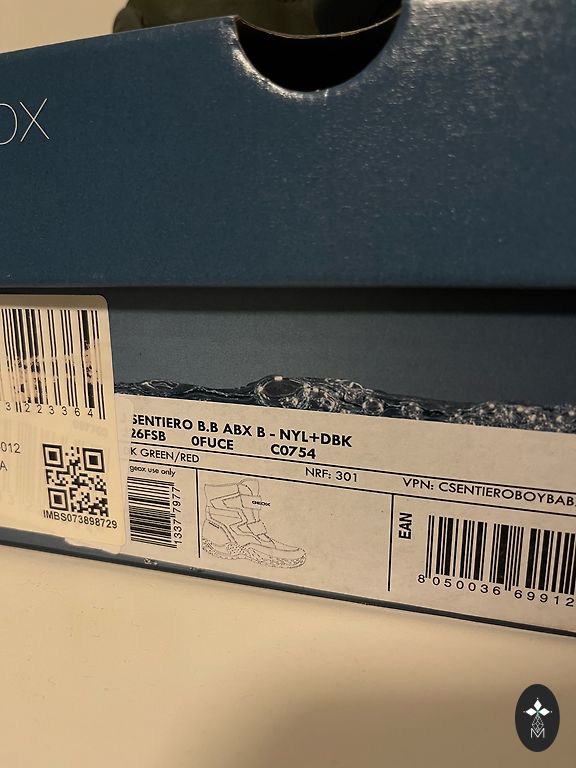 OX
3 223364
012
A
IMBS073898729
SENTIERO B.B ABX B - NYL+DBK
26FSB 0FUCE C0754
K GREEN/RED
geox use only
NRF: 301
VPN: CSENTIEROBOYBAB
1337 7977
GEOX
EAN
8 050036 69912
M